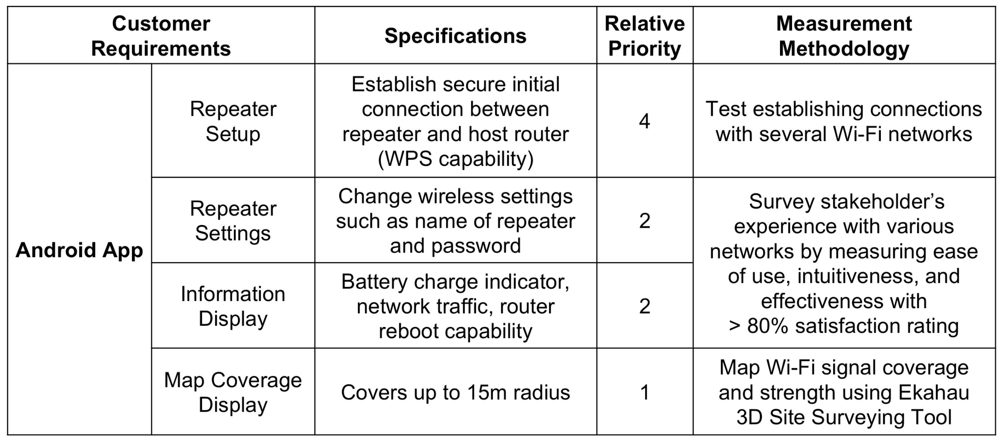 Customer
Requirements
Specifications
Relative
Priority
Measurement
Methodology
Android App
Repeater
Setup
Establish secure initial
connection between
repeater and host router
(WPS capability)
4
Test establishing connections
with several Wi-Fi networks
Repeater
Settings
Change wireless settings
such as name of repeater
and password
2
Survey stakeholder’s
experience with various
networks by measuring ease
of use, intuitiveness, and
effectiveness with
> 80% satisfaction rating
Information
Display
Battery charge indicator,
network traffic, router
reboot capability
2
Map Coverage
Display
Covers up to 15m radius
1
Map Wi-Fi signal coverage
and strength using Ekahau
3D Site Surveying Tool